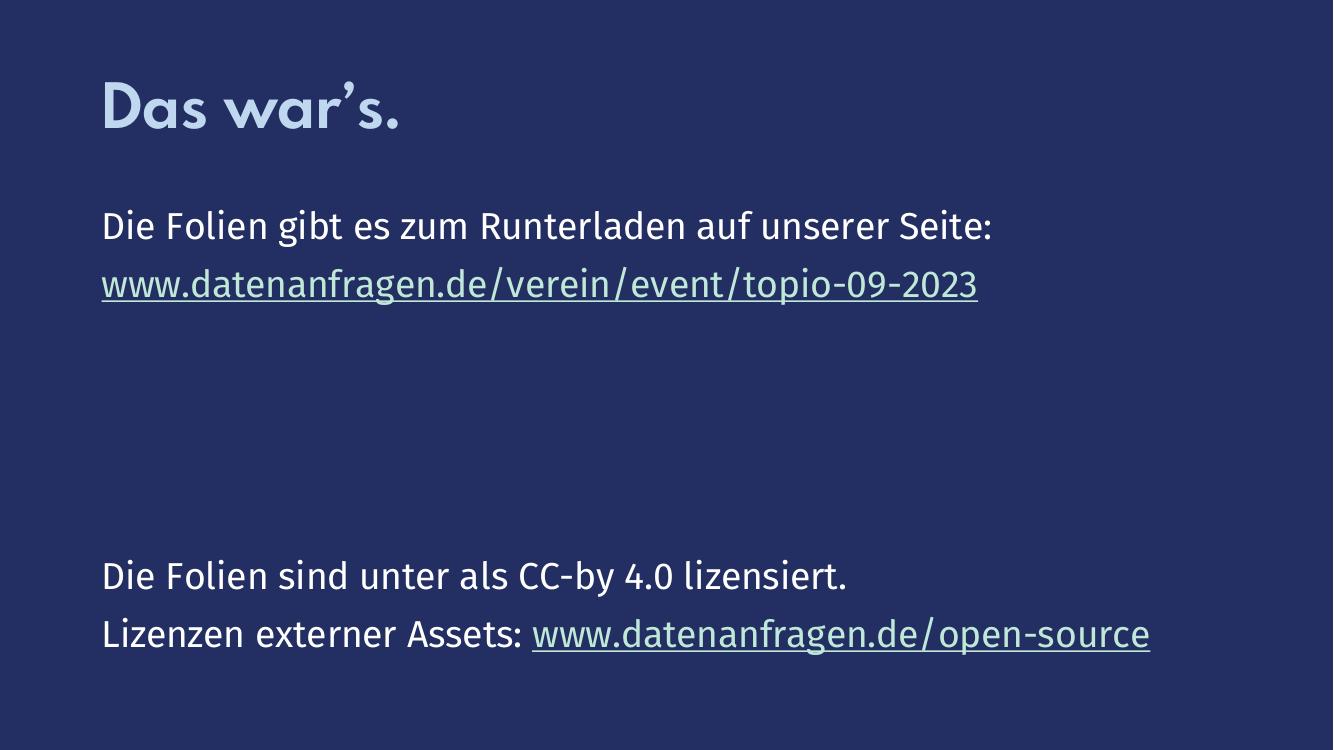 Das war’s.
Die Folien gibt es zum Runterladen auf unserer Seite:
www.datenanfragen.de/verein/event/topio-09-2023
Die Folien sind unter als CC-by 4.0 lizensiert.
Lizenzen externer Assets: www.datenanfragen.de/open-source